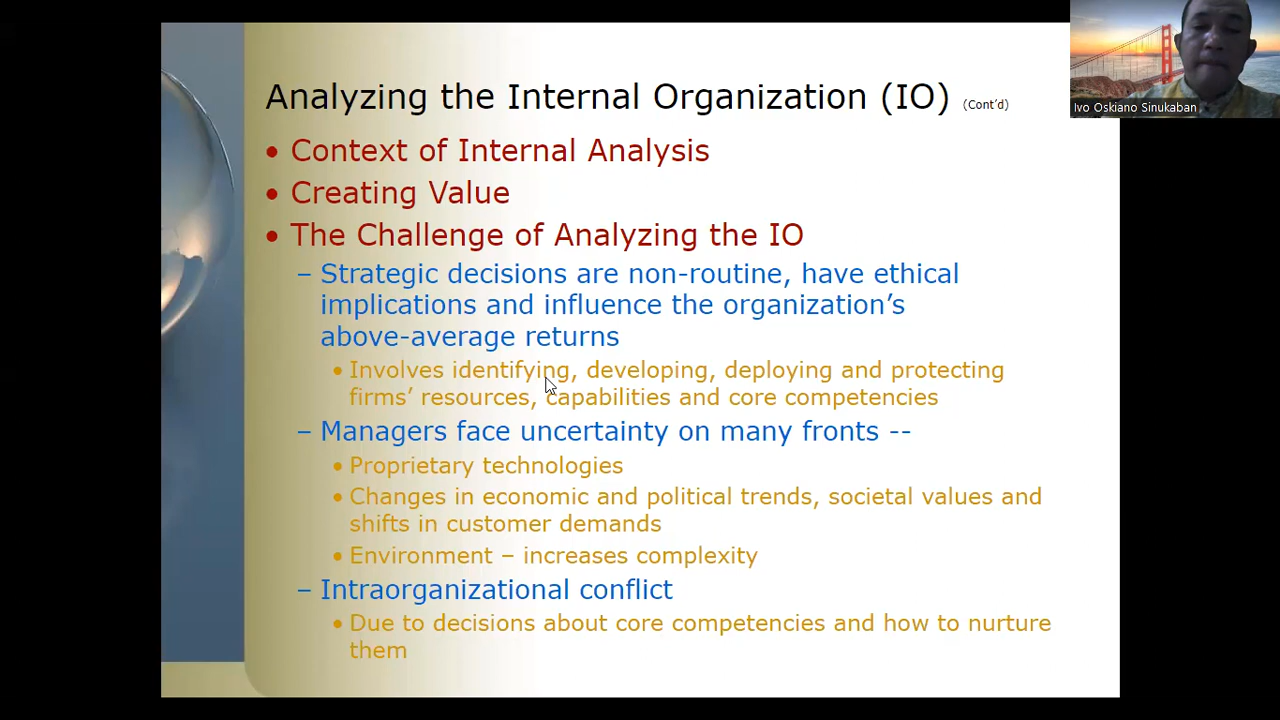 Analyzing the Internal Organization (IO) (Cont’d)
• Context of Internal Analysis
• Creating Value
• The Challenge of Analyzing the IO
– Strategic decisions are non-routine, have ethical
implications and influence the organization’s
above-average returns
• Involves identifying, developing, deploying and protecting
firms’ resources, capabilities and core competencies
– Managers face uncertainty on many fronts --
• Proprietary technologies
• Changes in economic and political trends, societal values and
shifts in customer demands
• Environment – increases complexity
– Intraorganizational conflict
• Due to decisions about core competencies and how to nurture
them
Ivo Oskiano Sinukaban